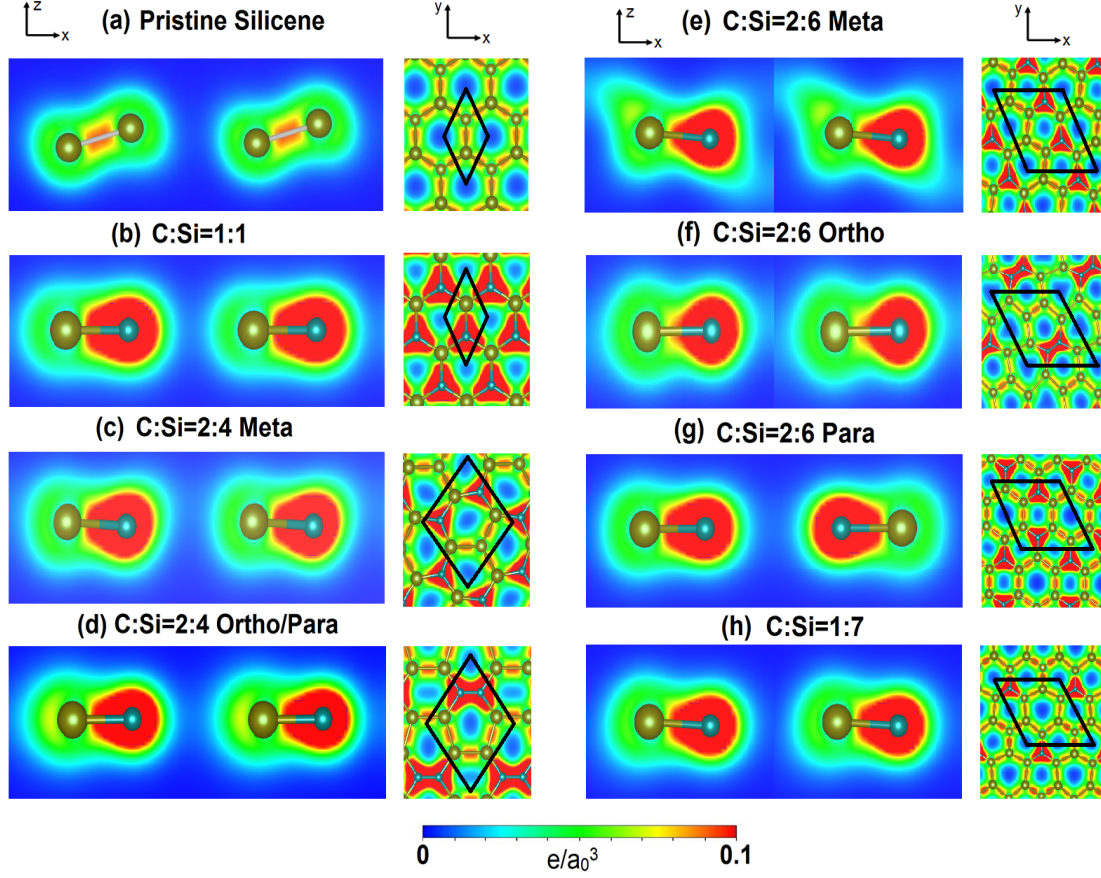 z
x
(a) Pristine Silicene
y
x
(b) C:Si=1:1
(c) C:Si=2:4 Meta
(d) C:Si=2:4 Ortho/Para
z
x
(e) C:Si=2:6 Meta
y
x
(f) C:Si=2:6 Ortho
(g) C:Si=2:6 Para
(h) C:Si=1:7
0
e/a₀³
0.1